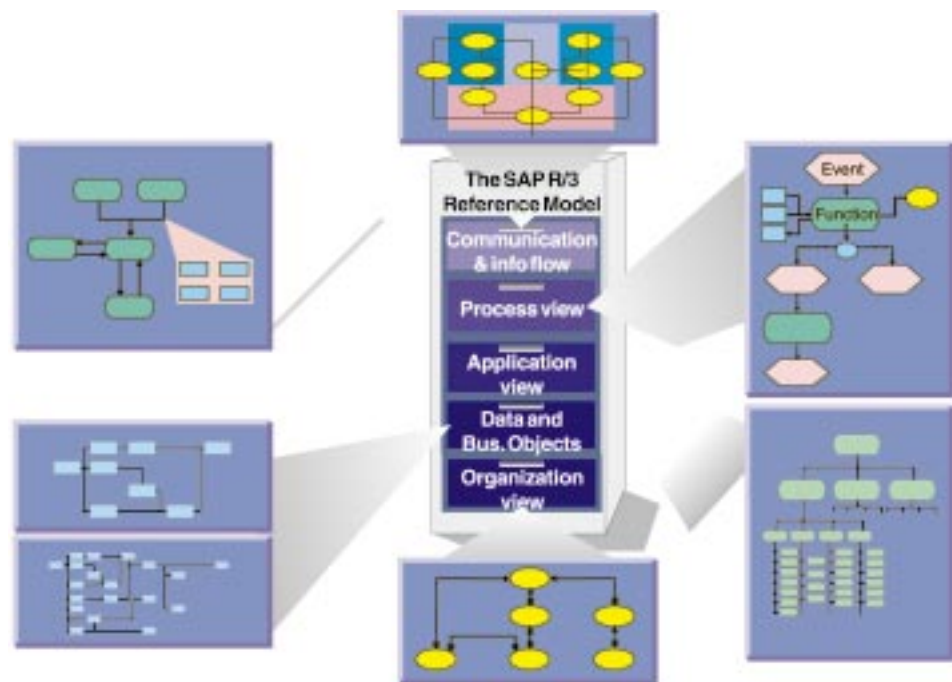 The SAP R/3
Reference Model
Communication
& info flow
Process view
Application
view
Data and
Bus. Objects
Organization
view
Event
Function